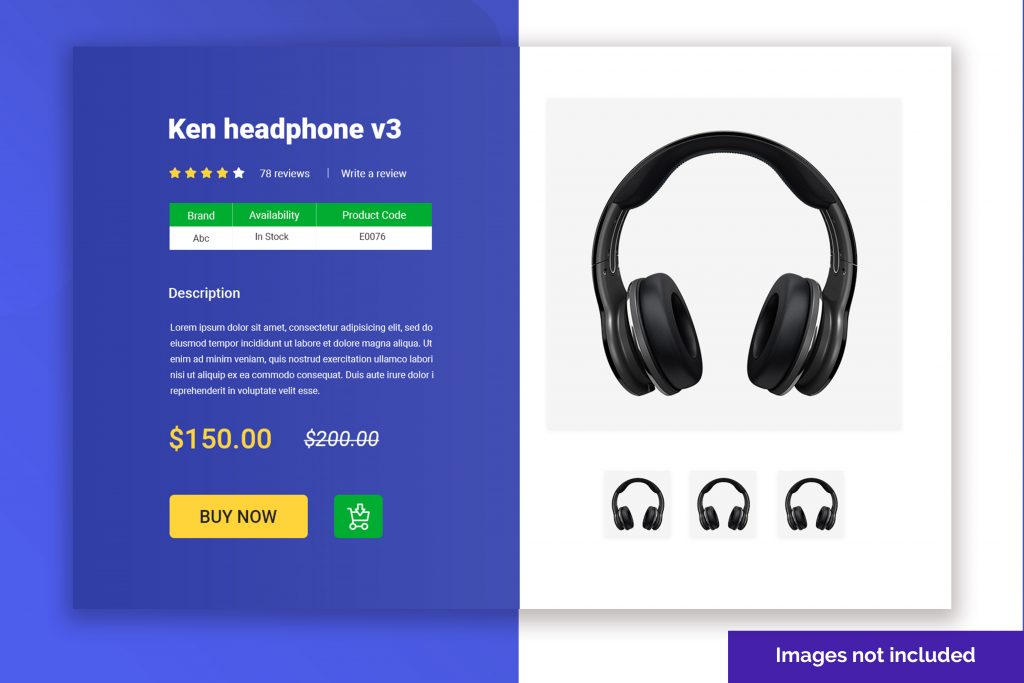 Ken headphone v3
78 reviews | Write a review
Brand Availability Product Code
Abc In Stock E0076
Description
Lorem ipsum dolor sit amet, consectetur adipisicing elit, sed do
eiusmod tempor incididunt ut labore et dolore magna aliqua. Ut
enim ad minim veniam, quis nostrud exercitation ullamco labori
nisi ut aliquip ex ea commodo consequat. Duis aute irure dolor i
reprehenderit in voluptate velit esse.
$150.00 $200.00
BUY NOW
Images not included